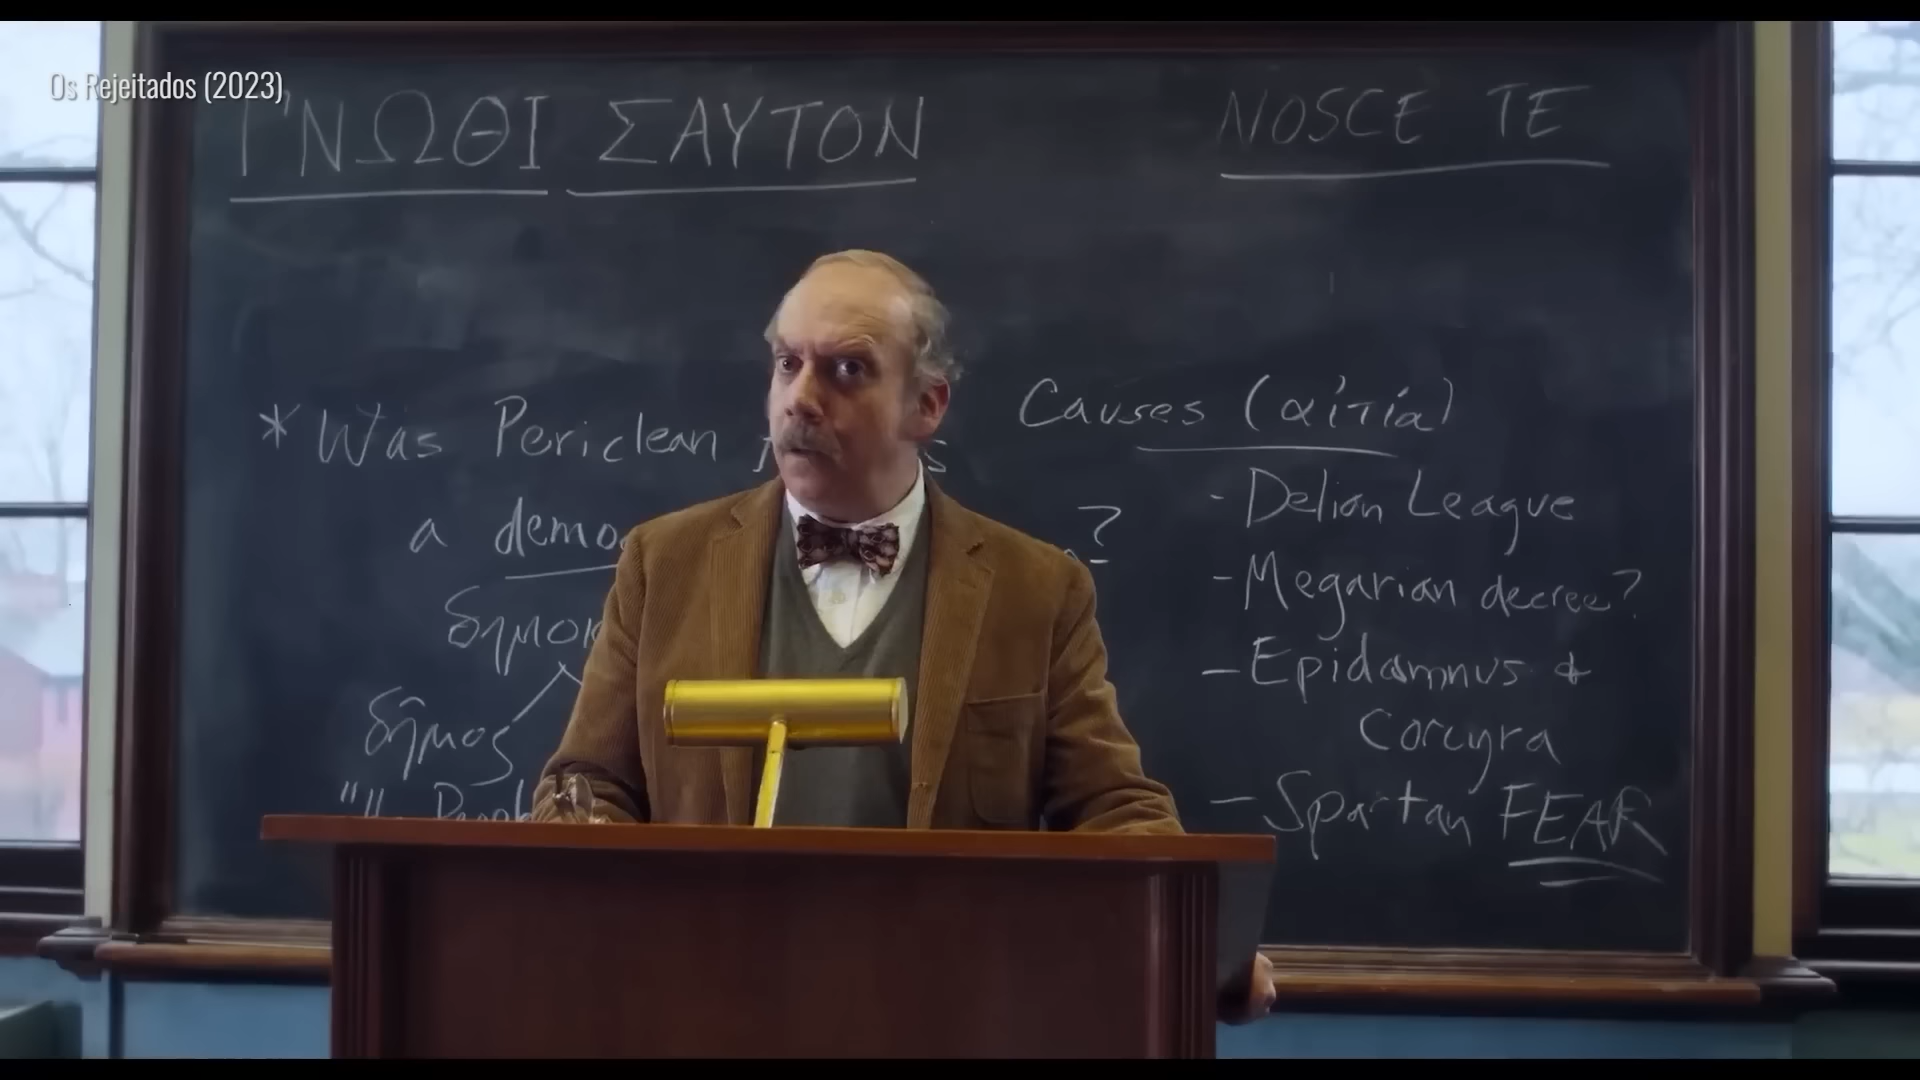 Os Rejeitados (2023)
ΓΝΩΘΙ ΣΑΥΤΟΝ
NOSCE TE
* Was Periclean
a demo
?
δημοκ
δῆμος
"
Causes (αἰτία)
- Delian League
- Megarian decree?
- Epidamnus &
Corcyra
- Spartan FEAR